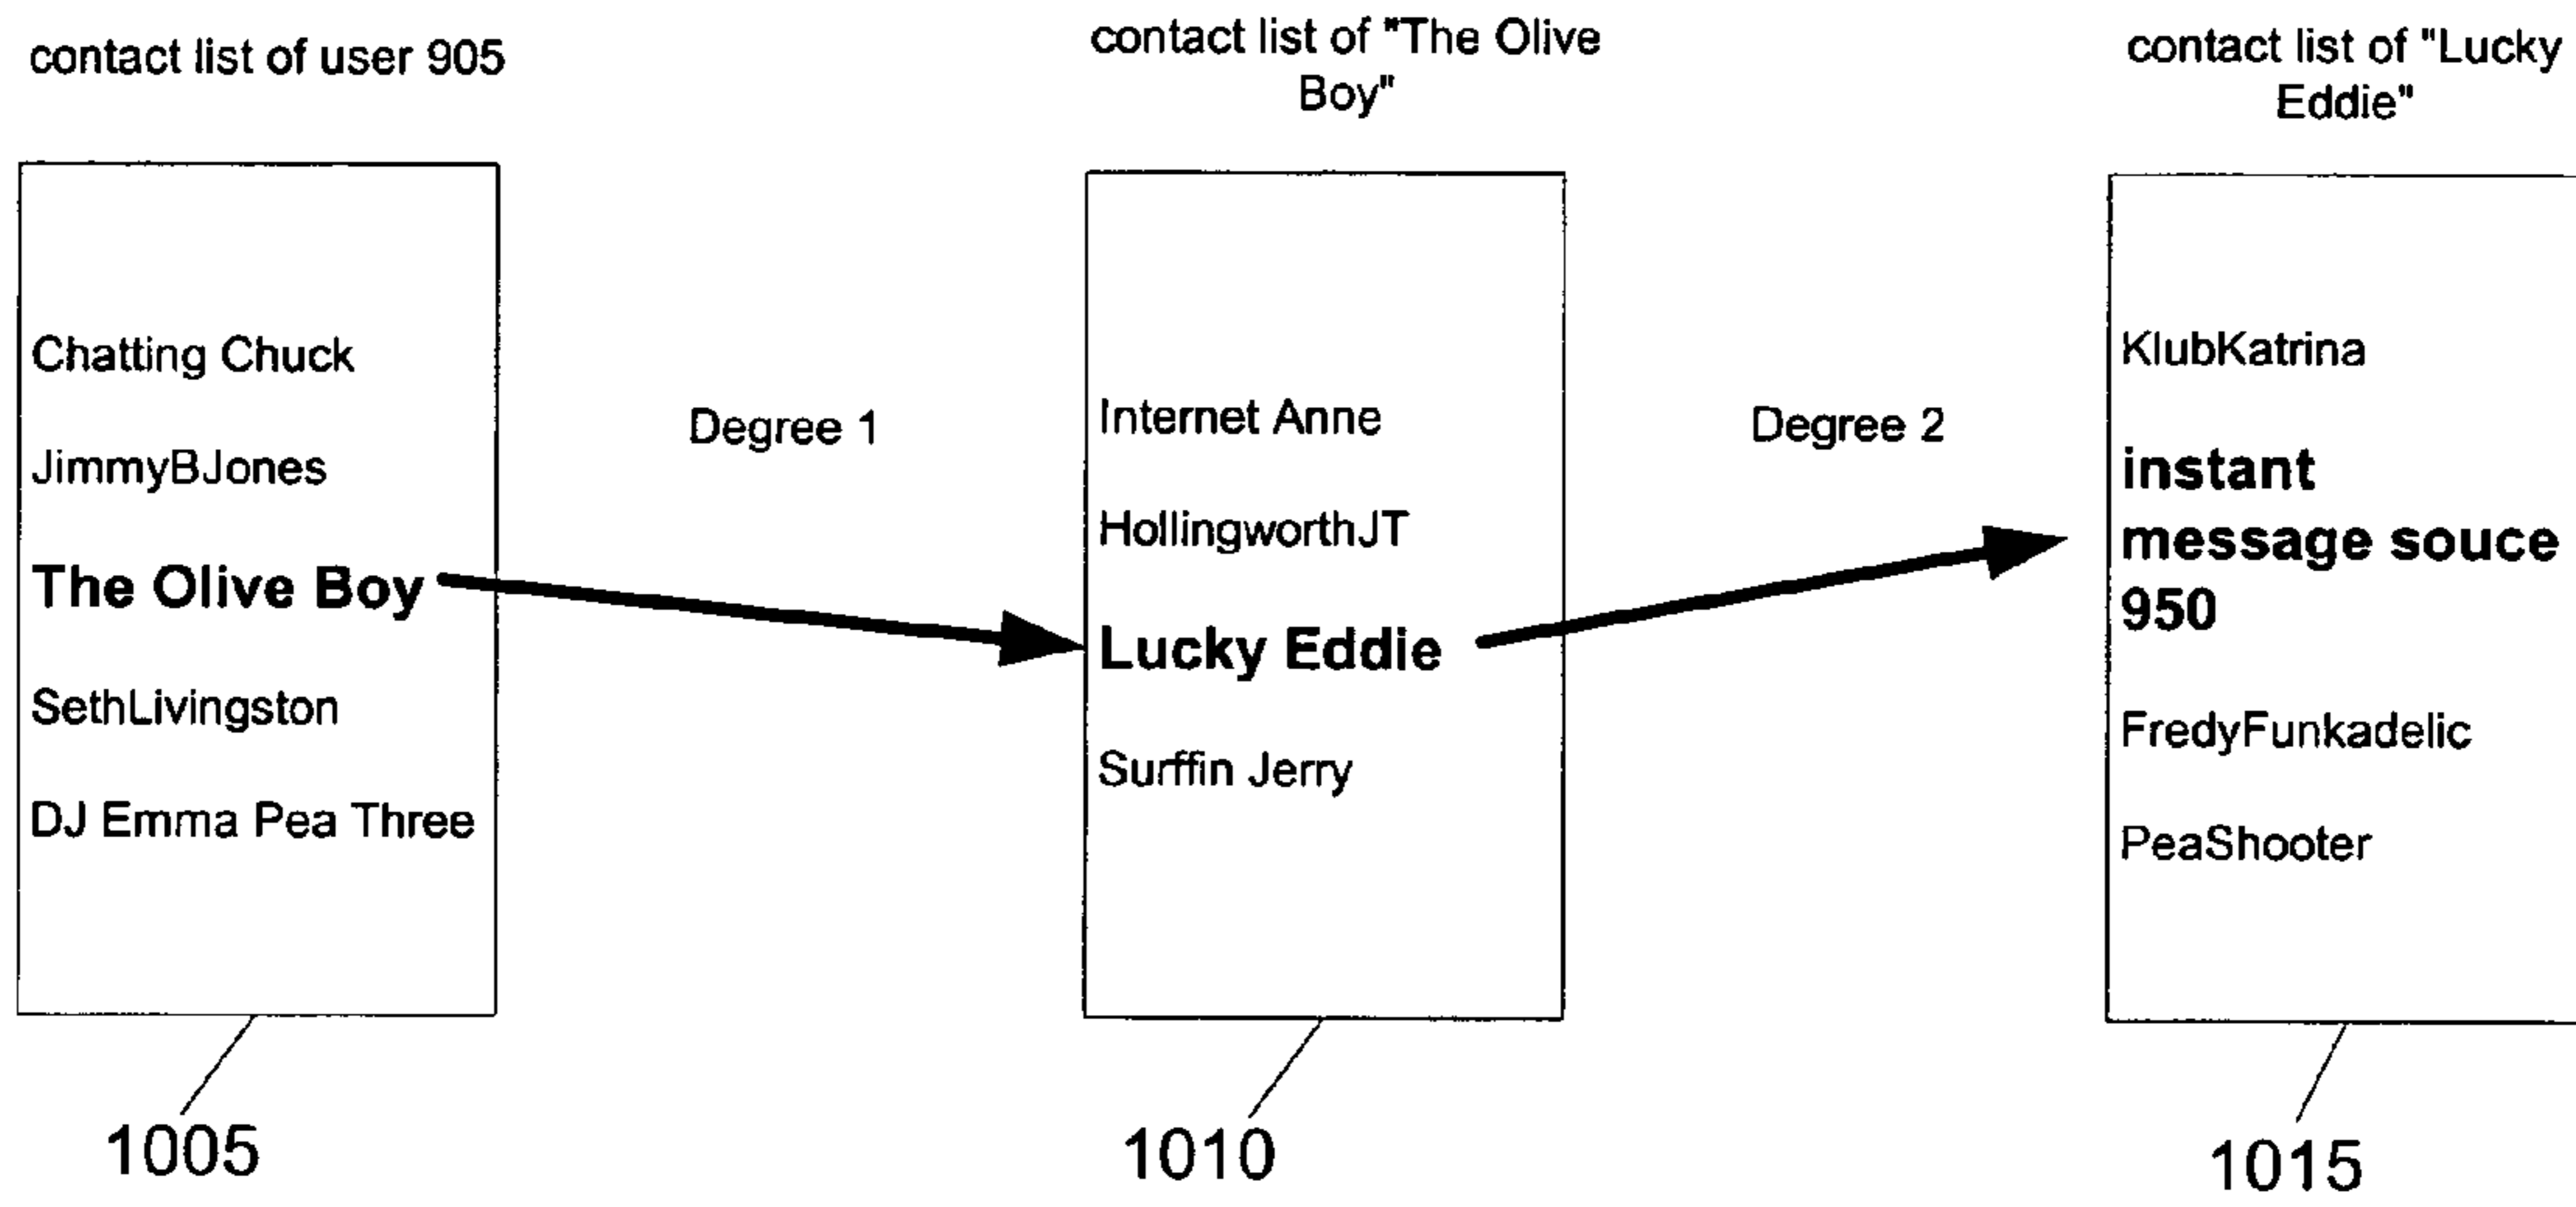 contact list of user 905
contact list of "The Olive
Boy"
contact list of "Lucky
Eddie"
Chatting Chuck
JimmyBJones
The Olive Boy
SethLivingston
DJ Emma Pea Three
Degree 1
Internet Anne
HollingworthJT
Lucky Eddie
Surffin Jerry
Degree 2
KlubKatrina
instant
message souce
950
FredyFunkadelic
PeaShooter
1005
1010
1015